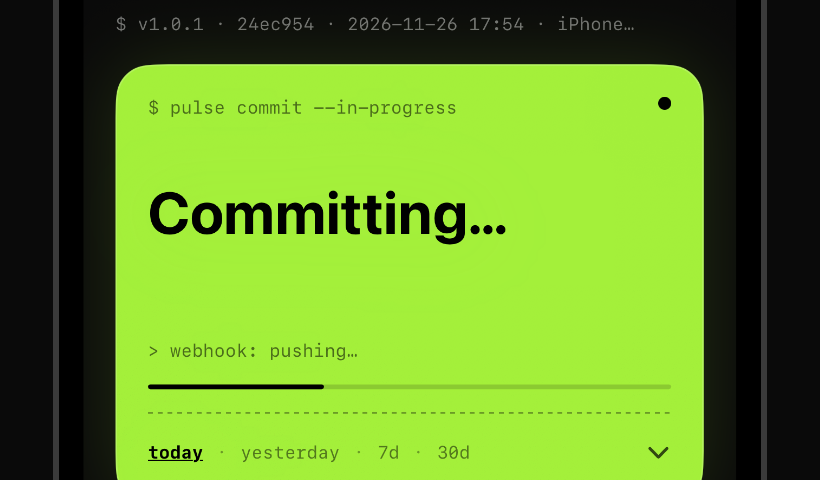 $ v1.0.1 · 24ec954 · 2026-11-26 17:54 · iPhone…
$ pulse commit --in-progress
Committing…
> webhook: pushing…
today · yesterday · 7d · 30d